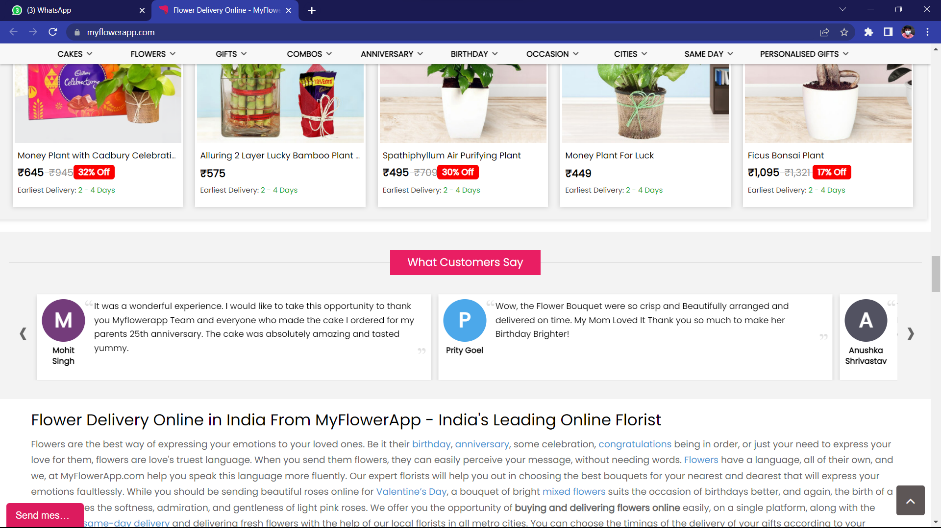 (3) WhatsApp
Flower Delivery Online - MyFlow
myflowerapp.com
CAKES FLOWERS GIFTS COMBOS ANNIVERSARY BIRTHDAY OCCASION CITIES SAME DAY PERSONALISED GIFTS
Cadbury
Celebrations
Money Plant with Cadbury Celebrati..
₹645 ₹945 32% Off
Earliest Delivery: 2 - 4 Days
Alluring 2 Layer Lucky Bamboo Plant ..
₹575
Earliest Delivery: 2 - 4 Days
Spathiphyllum Air Purifying Plant
₹495 ₹709 30% Off
Earliest Delivery: 2 - 4 Days
Money Plant For Luck
₹449
Earliest Delivery: 2 - 4 Days
Ficus Bonsai Plant
₹1,095 ₹1,321 17% Off
Earliest Delivery: 2 - 4 Days
What Customers Say
M
Mohit
Singh
It was a wonderful experience. I would like to take this opportunity to thank
you Myflowerapp Team and everyone who made the cake I ordered for my
parents 25th anniversary. The cake was absolutely amazing and tasted
yummy.
P
Prity Goel
Wow, the Flower Bouquet were so crisp and Beautifully arranged and
delivered on time. My Mom Loved It Thank you so much to make her
Birthday Brighter!
A
Anushka
Shrivastav
Flower Delivery Online in India From MyFlowerApp - India's Leading Online Florist
Flowers are the best way of expressing your emotions to your loved ones. Be it their birthday, anniversary, some celebration, congratulations being in order, or just your need to express your
love for them, flowers are love's truest language. When you send them flowers, they can easily perceive your message, without needing words. Flowers have a language, all of their own, and
we, at MyFlowerApp.com help you speak this language more fluently. Our expert florists will help you out in choosing the best bouquets for your nearest and dearest that will express your
emotions faultlessly. While you should be sending beautiful roses online for Valentine's Day, a bouquet of bright mixed flowers suits the occasion of birthdays better, and again, the birth of a
es the softness, admiration, and gentleness of light pink roses. We offer you the opportunity of buying and delivering flowers online easily, on a single platform, along with the
same-day delivery and delivering fresh flowers with the help of our local florists in all metro cities. You can choose the timings of the delivery of your gifts according to your
Send mes...